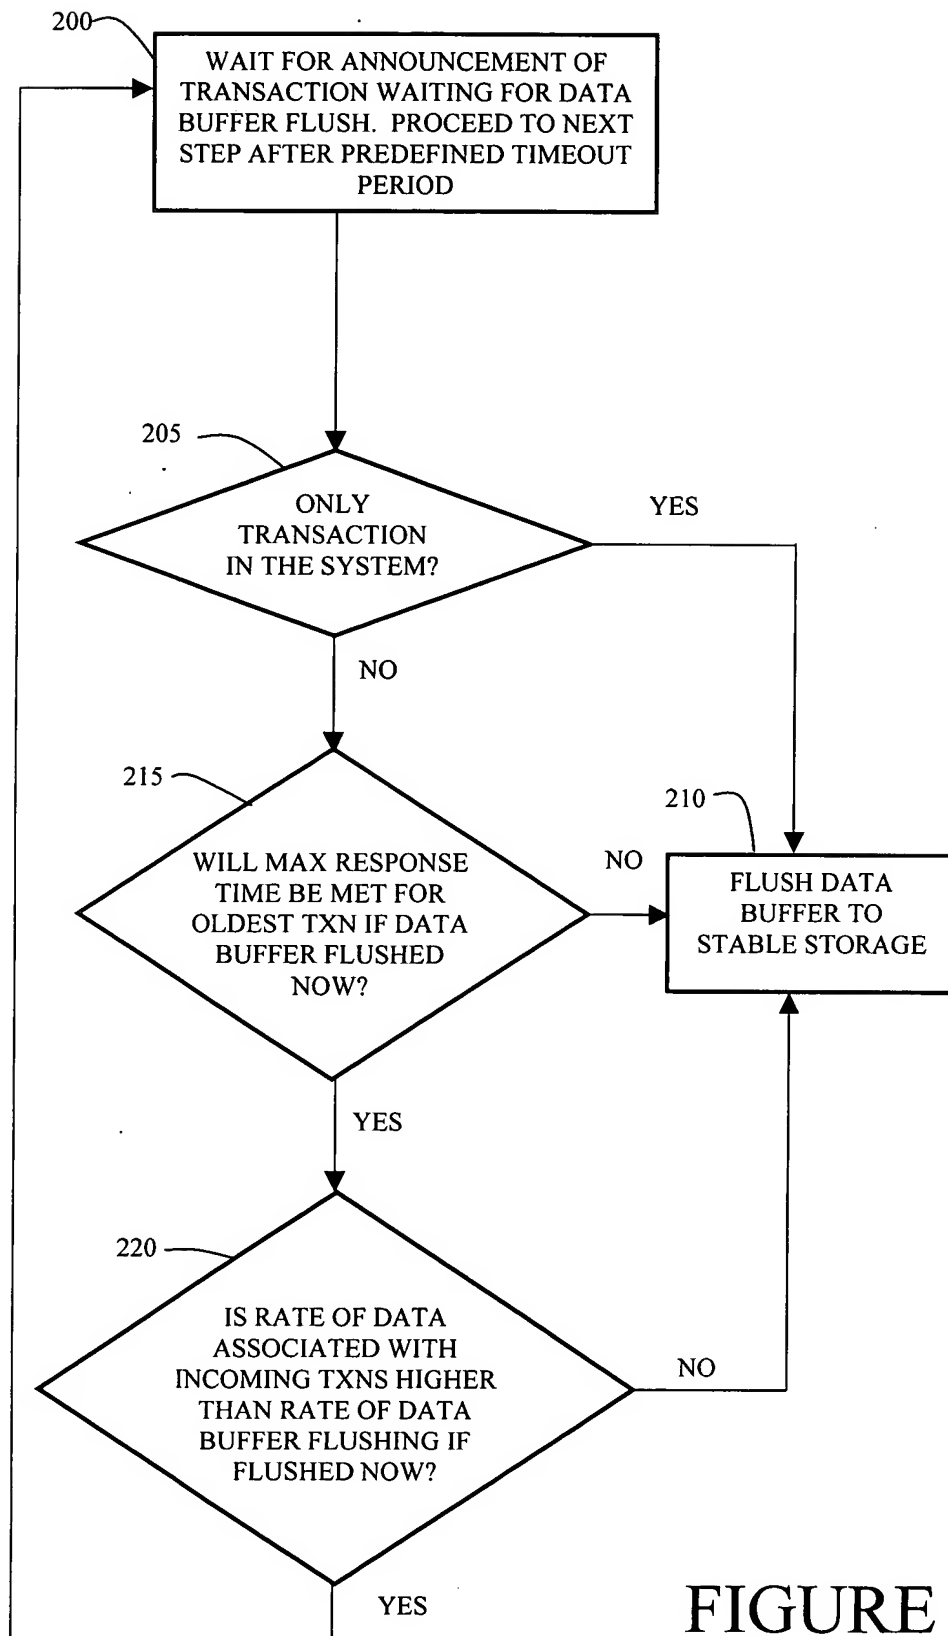 200
WAIT FOR ANNOUNCEMENT OF
TRANSACTION WAITING FOR DATA
BUFFER FLUSH. PROCEED TO NEXT
STEP AFTER PREDEFINED TIMEOUT
PERIOD
205
ONLY
TRANSACTION
IN THE SYSTEM?
YES
NO
215
WILL MAX RESPONSE
TIME BE MET FOR
OLDEST TXN IF DATA
BUFFER FLUSHED
NOW?
NO
210
FLUSH DATA
BUFFER TO
STABLE STORAGE
YES
220
IS RATE OF DATA
ASSOCIATED WITH
INCOMING TXNS HIGHER
THAN RATE OF DATA
BUFFER FLUSHING IF
FLUSHED NOW?
NO
YES
FIGURE